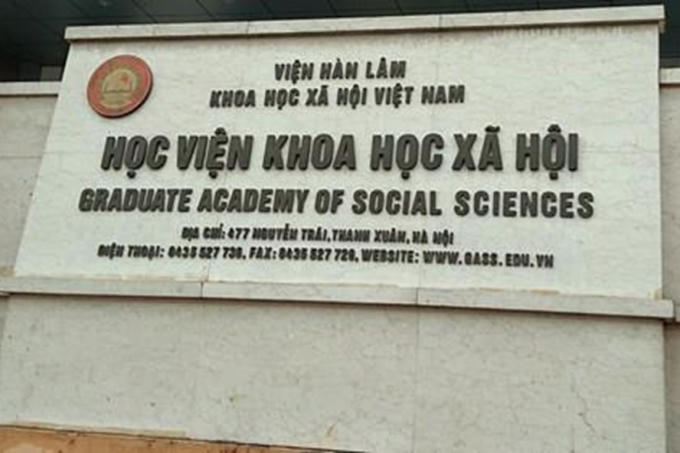 VIỆN HÀN LÂM
KHOA HỌC XÃ HỘI VIỆT NAM
HỌC VIỆN KHOA HỌC XÃ HỘI
GRADUATE ACADEMY OF SOCIAL SCIENCES
ĐỊA CHỈ: 477 NGUYỄN TRÃI, THANH XUÂN, HÀ NỘI
ĐIỆN THOẠI: 0435 527 730, FAX: 0435 527 729, WEBSITE: WWW.GASS.EDU.VN